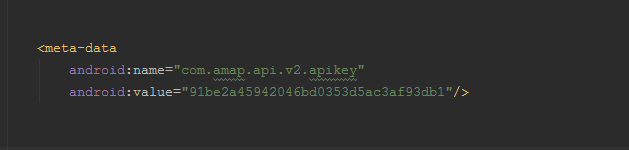 <meta-data
android:name="com.amap.api.v2.apikey"
android:value="91be2a45942046bd0353d5ac3af93db1"/>